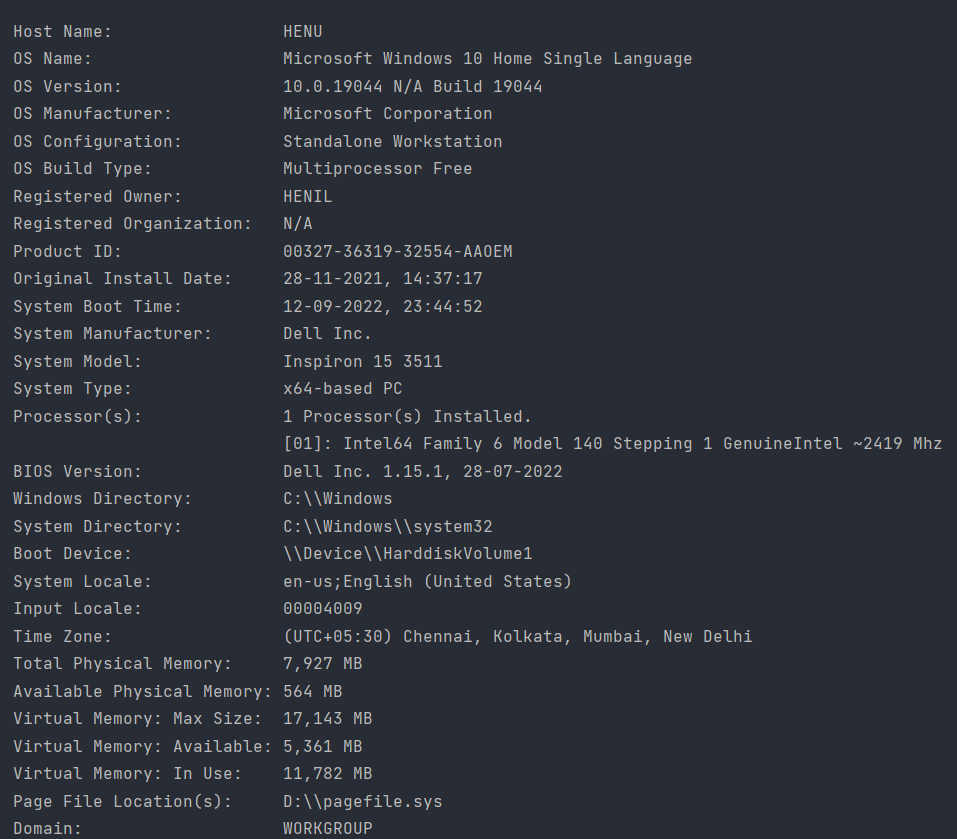 Host Name:                 HENU
OS Name:                   Microsoft Windows 10 Home Single Language
OS Version:                10.0.19044 N/A Build 19044
OS Manufacturer:           Microsoft Corporation
OS Configuration:          Standalone Workstation
OS Build Type:             Multiprocessor Free
Registered Owner:          HENIL
Registered Organization:   N/A
Product ID:                00327-36319-32554-AAOEM
Original Install Date:     28-11-2021, 14:37:17
System Boot Time:          12-09-2022, 23:44:52
System Manufacturer:       Dell Inc.
System Model:              Inspiron 15 3511
System Type:               x64-based PC
Processor(s):              1 Processor(s) Installed.
                           [01]: Intel64 Family 6 Model 140 Stepping 1 GenuineIntel ~2419 Mhz
BIOS Version:              Dell Inc. 1.15.1, 28-07-2022
Windows Directory:         C:\\Windows
System Directory:          C:\\Windows\\system32
Boot Device:               \\Device\\HarddiskVolume1
System Locale:             en-us;English (United States)
Input Locale:              00004009
Time Zone:                 (UTC+05:30) Chennai, Kolkata, Mumbai, New Delhi
Total Physical Memory:     7,927 MB
Available Physical Memory: 564 MB
Virtual Memory: Max Size:  17,143 MB
Virtual Memory: Available: 5,361 MB
Virtual Memory: In Use:    11,782 MB
Page File Location(s):     D:\\pagefile.sys
Domain:                    WORKGROUP